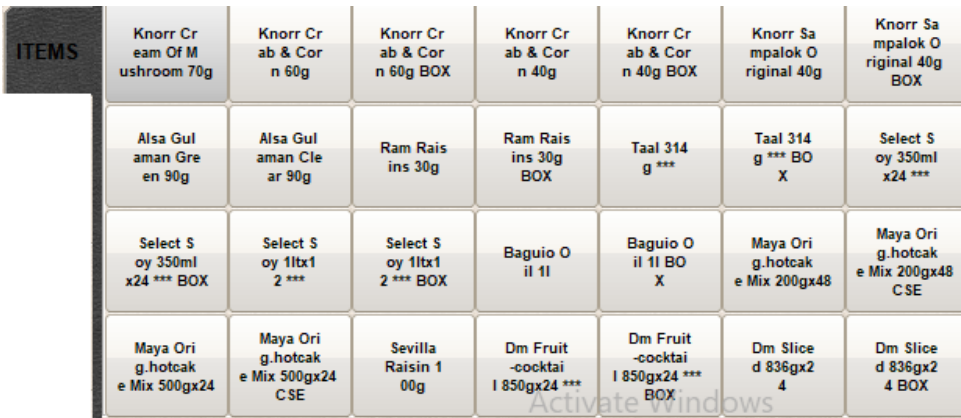 ITEMS
Knorr Cr
eam Of M
ushroom 70g
Knorr Cr
ab & Cor
n 60g
Knorr Cr
ab & Cor
n 60g BOX
Knorr Cr
ab & Cor
n 40g
Knorr Cr
ab & Cor
n 40g BOX
Knorr Sa
mpalok O
riginal 40g
Knorr Sa
mpalok O
riginal 40g
BOX
Alsa Gul
aman Gre
en 90g
Alsa Gul
aman Cle
ar 90g
Ram Rais
ins 30g
Ram Rais
ins 30g
BOX
Taal 314
g ***
Taal 314
g *** BO
X
Select S
oy 350ml
x24 ***
Select S
oy 350ml
x24 *** BOX
Select S
oy 1ltx1
2 ***
Select S
oy 1ltx1
2 *** BOX
Baguio O
il 1l
Baguio O
il 1l BO
X
Maya Ori
g.hotcak
e Mix 200gx48
Maya Ori
g.hotcak
e Mix 200gx48
CSE
Maya Ori
g.hotcak
e Mix 500gx24
Maya Ori
g.hotcak
e Mix 500gx24
CSE
Sevilla
Raisin 1
00g
Dm Fruit
-cocktai
l 850gx24 ***
Dm Fruit
-cocktai
l 850gx24 ***
BOX
Dm Slice
d 836gx2
4
Dm Slice
d 836gx2
4 BOX
Activate Windows